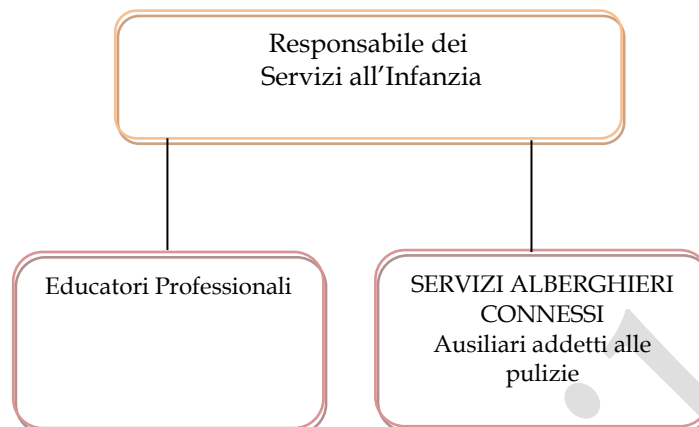 Responsabile dei
Servizi all’Infanzia
Educatori Professionali
SERVIZI ALBERGHIERI
CONNESSI
Ausiliari addetti alle
pulizie